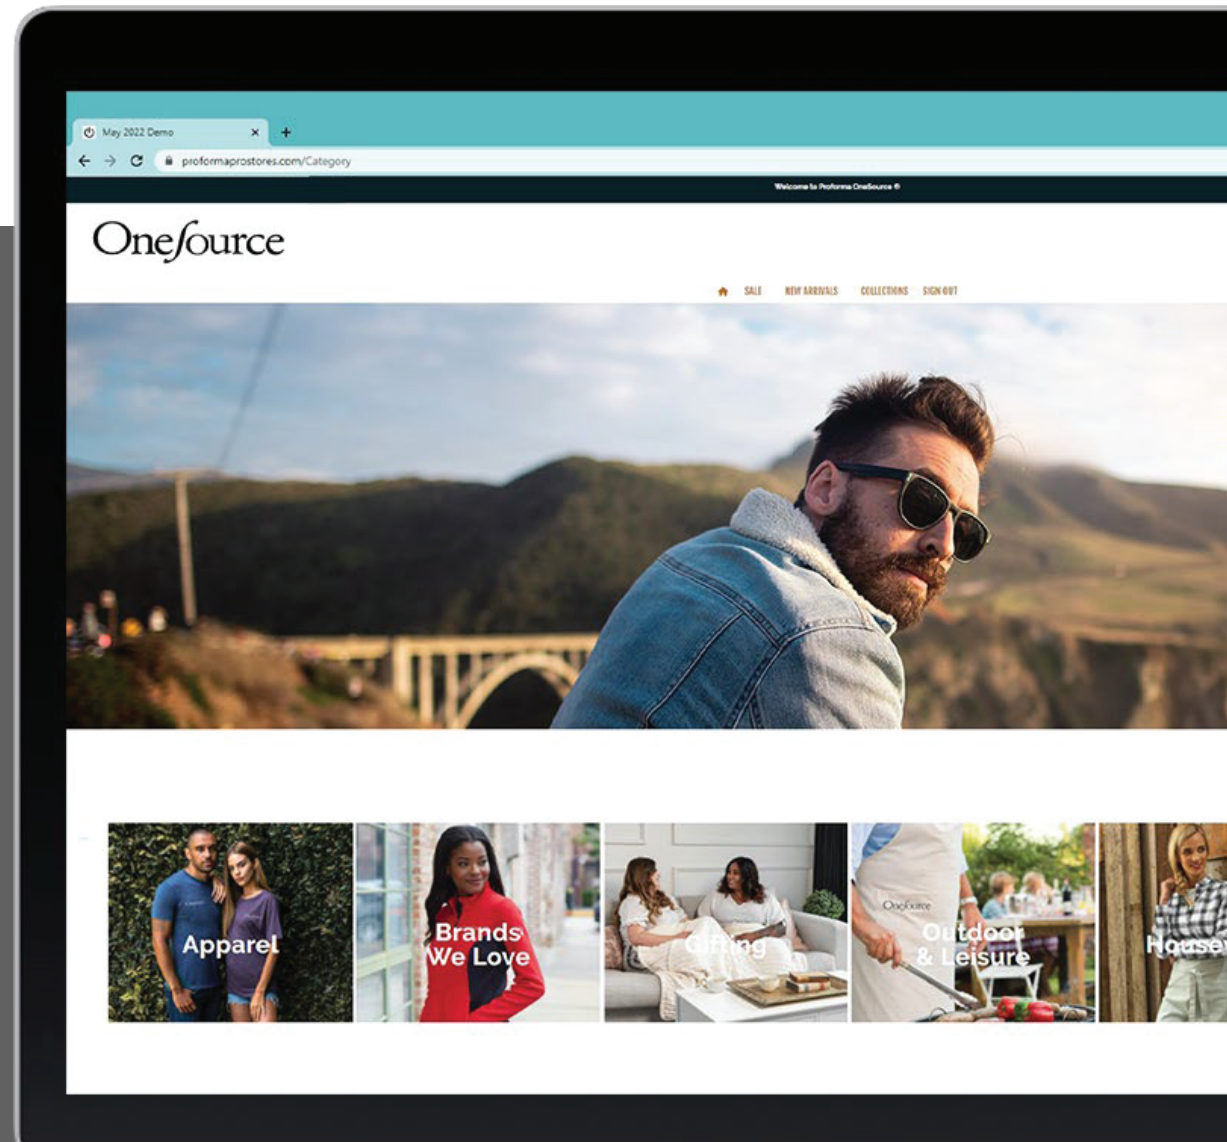 May 2022 Demo
proformaprostores.com/Category
Welcome to Proforma OneSource ®
OneSource
SALE NEW ARRIVALS COLLECTIONS SIGN OUT
Apparel
Brands
We Love
Gifting
OneSource
Outdoor
& Leisure
House